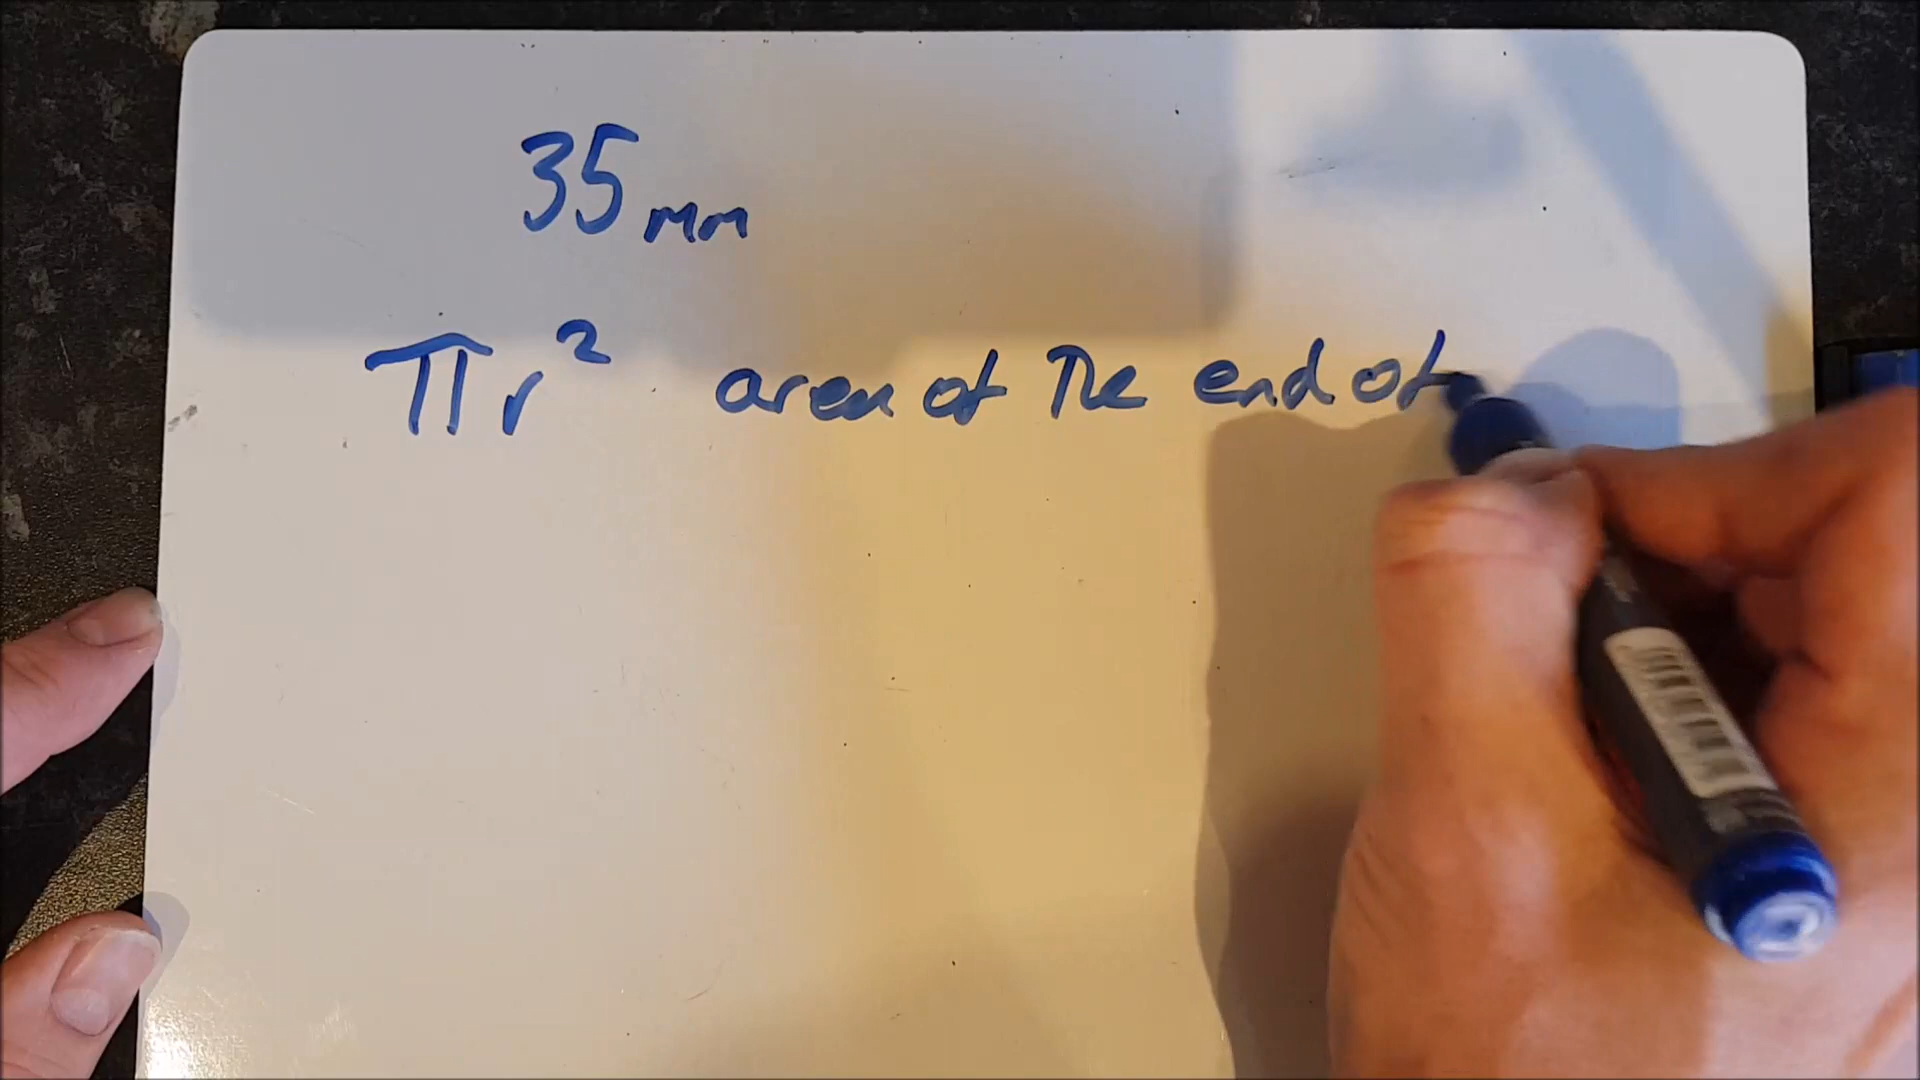 35mm
πr² area of the end of